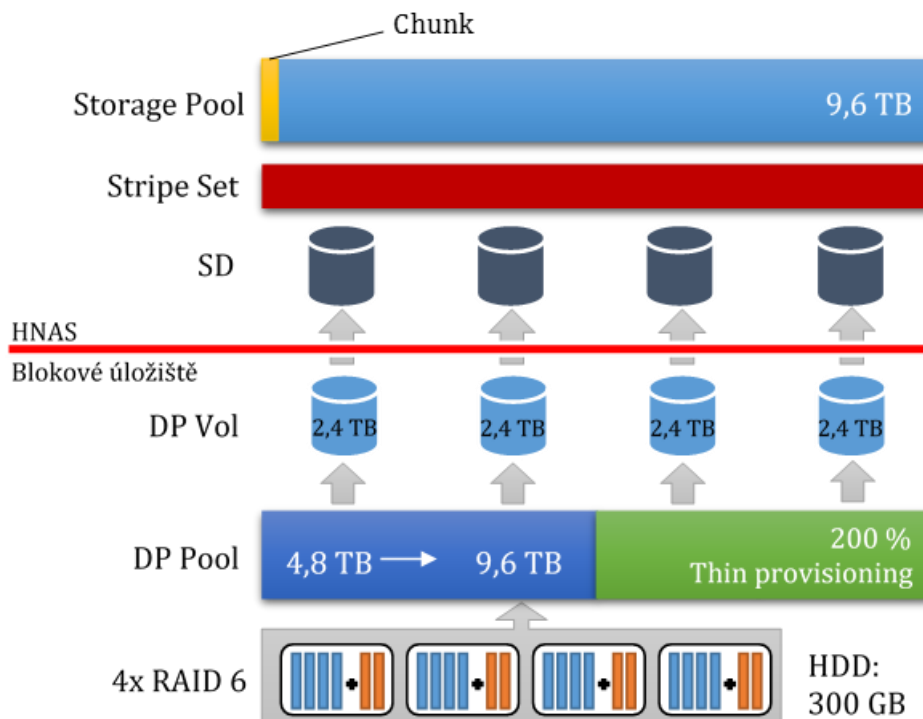 Chunk
Storage Pool
9,6 TB
Stripe Set
SD
HNAS
Blokové úložiště
DP Vol
2,4 TB
2,4 TB
2,4 TB
2,4 TB
DP Pool
4,8 TB
9,6 TB
200 %
Thin provisioning
4x RAID 6
HDD:
300 GB